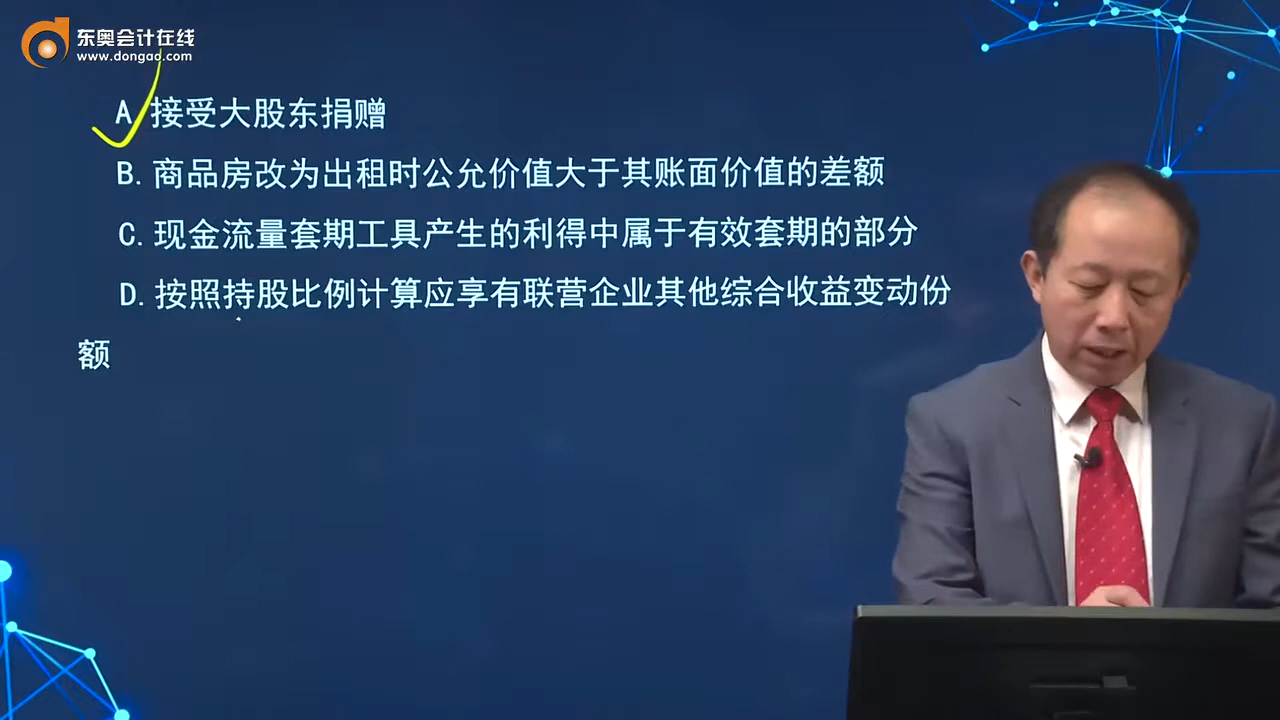 东奥会计在线
www.dongao.com
A 接受大股东捐赠
B. 商品房改为出租时公允价值大于其账面价值的差额
C. 现金流量套期工具产生的利得中属于有效套期的部分
D. 按照持股比例计算应享有联营企业其他综合收益变动份
额